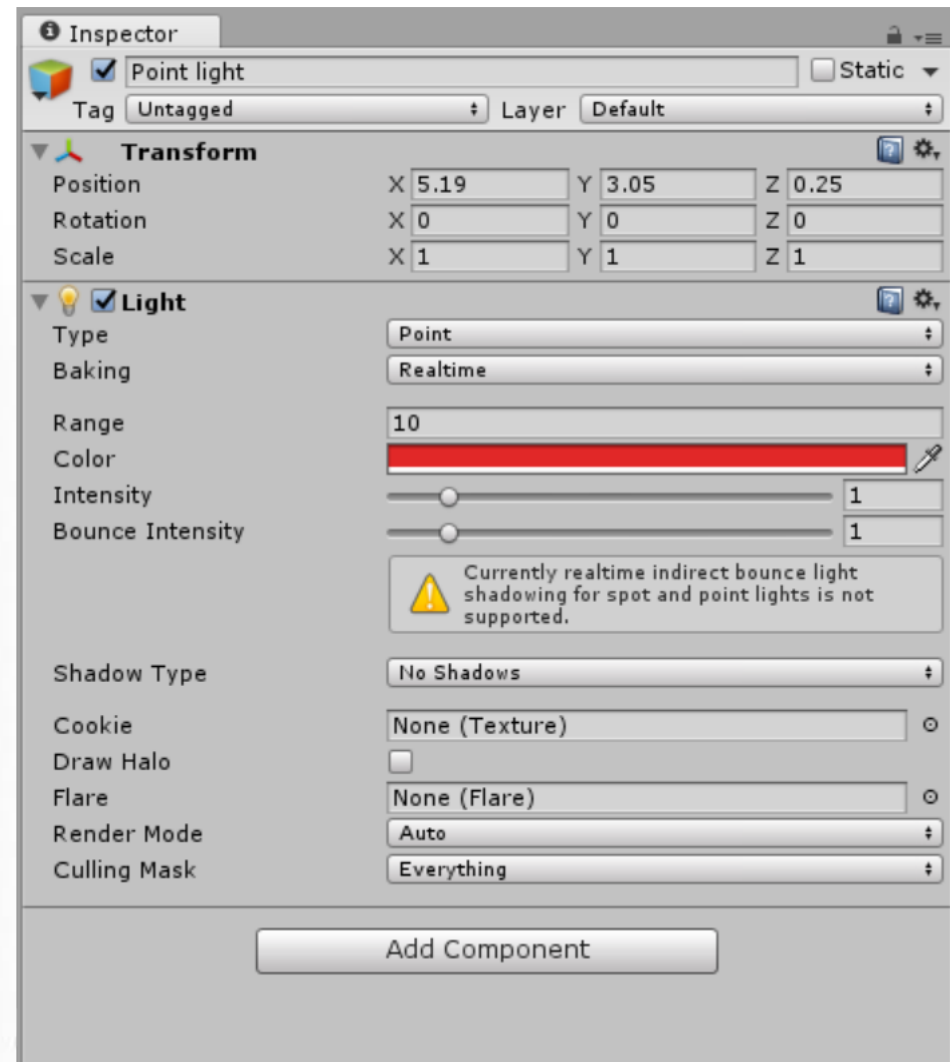 Inspector
Point light Static
Tag Untagged Layer Default
Transform
Position X 5.19 Y 3.05 Z 0.25
Rotation X 0 Y 0 Z 0
Scale X 1 Y 1 Z 1
Light
Type Point
Baking Realtime
Range 10
Color
Intensity 1
Bounce Intensity 1
Currently realtime indirect bounce light
shadowing for spot and point lights is not
supported.
Shadow Type No Shadows
Cookie None (Texture)
Draw Halo
Flare None (Flare)
Render Mode Auto
Culling Mask Everything
Add Component